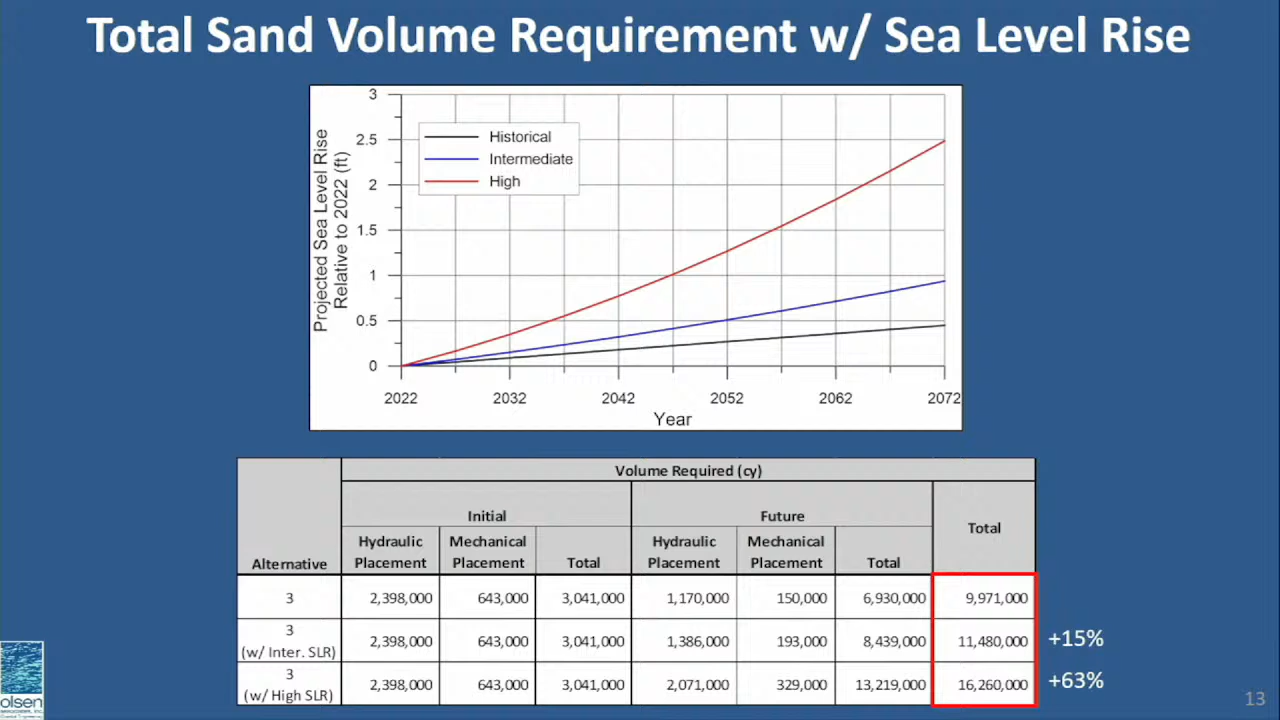 Total Sand Volume Requirement w/ Sea Level Rise
3
2.5
2
1.5
1
0.5
0
Projected Sea Level Rise
Relative to 2022 (ft)
Historical
Intermediate
High
2022 2032 2042 2052 2062 2072
Year
Volume Required (cy)
Initial Future Total
Alternative Hydraulic Placement Mechanical Placement Total Hydraulic Placement Mechanical Placement Total
3 2,398,000 643,000 3,041,000 1,170,000 150,000 6,930,000 9,971,000
3 (w/ Inter. SLR) 2,398,000 643,000 3,041,000 1,386,000 193,000 8,439,000 11,480,000 +15%
3 (w/ High SLR) 2,398,000 643,000 3,041,000 2,071,000 329,000 13,219,000 16,260,000 +63%
olsen
13